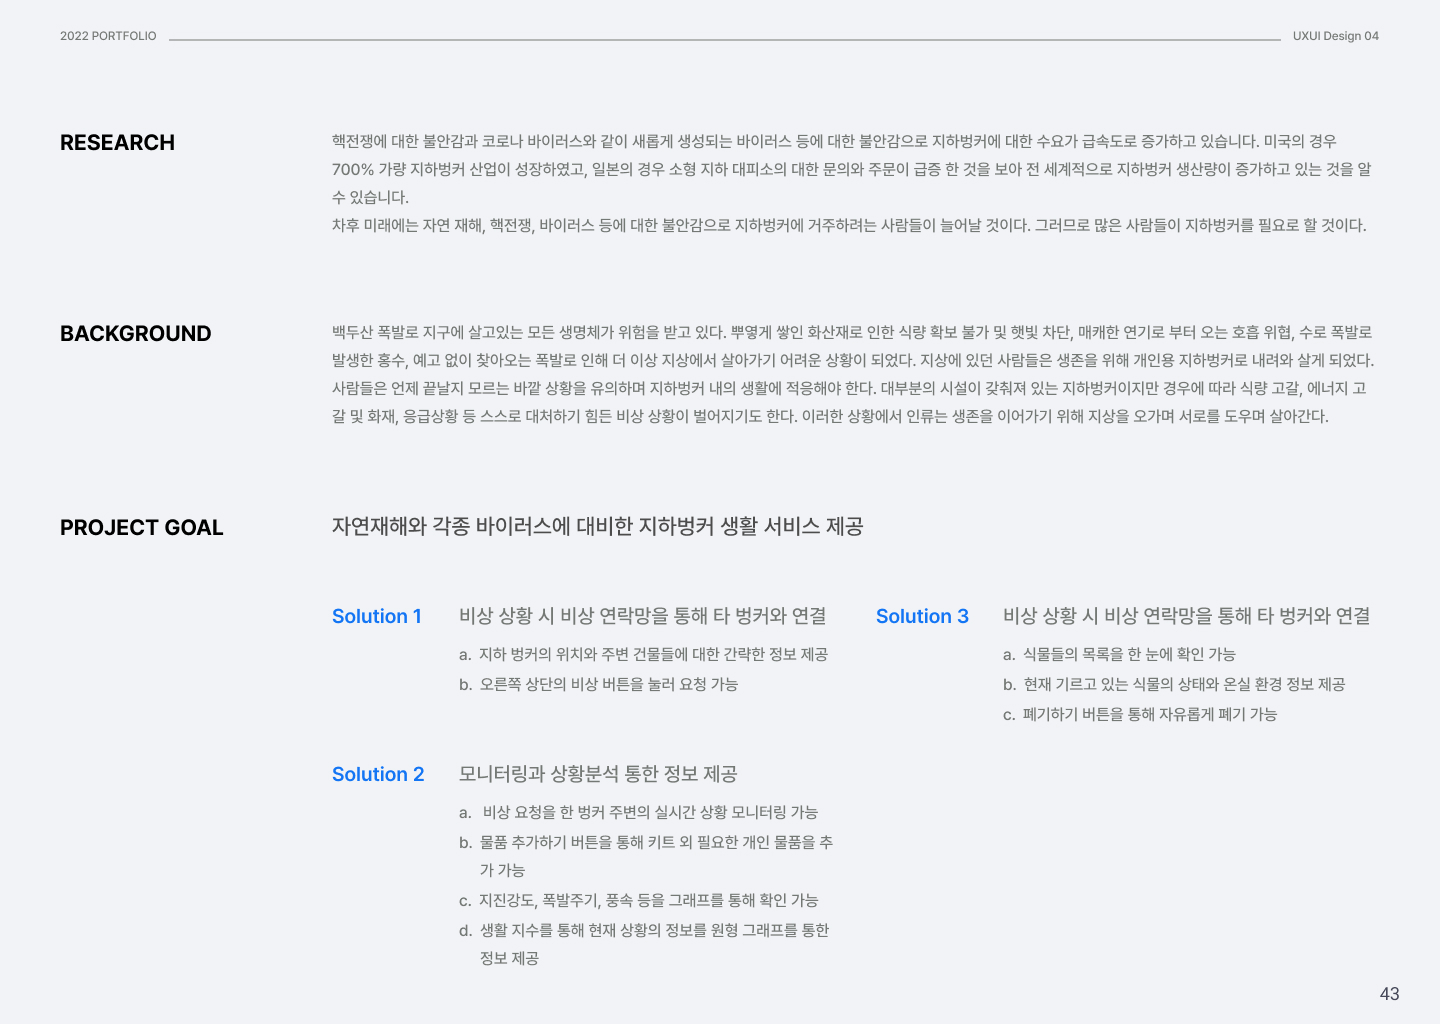 2022 PORTFOLIO
UXUI Design 04
RESEARCH
핵전쟁에 대한 불안감과 코로나 바이러스와 같이 새롭게 생성되는 바이러스 등에 대한 불안감으로 지하벙커에 대한 수요가 급속도로 증가하고 있습니다. 미국의 경우
700% 가량 지하벙커 산업이 성장하였고, 일본의 경우 소형 지하 대피소의 대한 문의와 주문이 급증 한 것을 보아 전 세계적으로 지하벙커 생산량이 증가하고 있는 것을 알
수 있습니다.
차후 미래에는 자연 재해, 핵전쟁, 바이러스 등에 대한 불안감으로 지하벙커에 거주하려는 사람들이 늘어날 것이다. 그러므로 많은 사람들이 지하벙커를 필요로 할 것이다.
BACKGROUND
백두산 폭발로 지구에 살고있는 모든 생명체가 위험을 받고 있다. 뿌옇게 쌓인 화산재로 인한 식량 확보 불가 및 햇빛 차단, 매캐한 연기로 부터 오는 호흡 위협, 수로 폭발로
발생한 홍수, 예고 없이 찾아오는 폭발로 인해 더 이상 지상에서 살아가기 어려운 상황이 되었다. 지상에 있던 사람들은 생존을 위해 개인용 지하벙커로 내려와 살게 되었다.
사람들은 언제 끝날지 모르는 바깥 상황을 유의하며 지하벙커 내의 생활에 적응해야 한다. 대부분의 시설이 갖춰져 있는 지하벙커이지만 경우에 따라 식량 고갈, 에너지 고
갈 및 화재, 응급상황 등 스스로 대처하기 힘든 비상 상황이 벌어지기도 한다. 이러한 상황에서 인류는 생존을 이어가기 위해 지상을 오가며 서로를 도우며 살아간다.
PROJECT GOAL
자연재해와 각종 바이러스에 대비한 지하벙커 생활 서비스 제공
Solution 1
비상 상황 시 비상 연락망을 통해 타 벙커와 연결
a. 지하 벙커의 위치와 주변 건물들에 대한 간략한 정보 제공
b. 오른쪽 상단의 비상 버튼을 눌러 요청 가능
Solution 2
모니터링과 상황분석 통한 정보 제공
a. 비상 요청을 한 벙커 주변의 실시간 상황 모니터링 가능
b. 물품 추가하기 버튼을 통해 키트 외 필요한 개인 물품을 추
가 가능
c. 지진강도, 폭발주기, 풍속 등을 그래프를 통해 확인 가능
d. 생활 지수를 통해 현재 상황의 정보를 원형 그래프를 통한
정보 제공
Solution 3
비상 상황 시 비상 연락망을 통해 타 벙커와 연결
a. 식물들의 목록을 한 눈에 확인 가능
b. 현재 기르고 있는 식물의 상태와 온실 환경 정보 제공
c. 폐기하기 버튼을 통해 자유롭게 폐기 가능
43